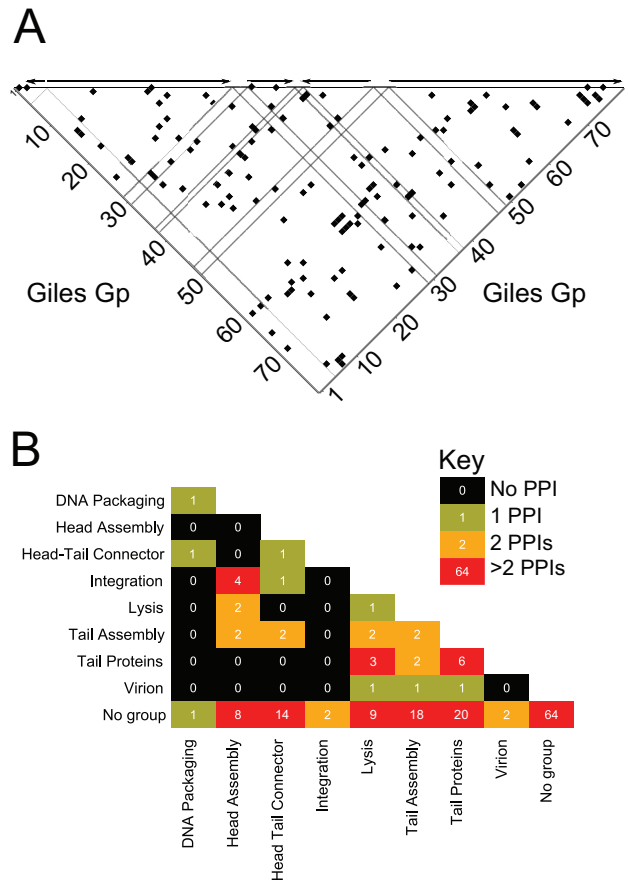 A
1 10 20 30 40 50 60 70
Giles Gp
1 10 20 30 40 50 60 70
Giles Gp
B
Key
0 No PPI
1 1 PPI
2 2 PPIs
64 >2 PPIs
DNA Packaging 1
Head Assembly 0 0
Head-Tail Connector 1 0 1
Integration 0 4 1 0
Lysis 0 2 0 0 1
Tail Assembly 0 2 2 0 2 2
Tail Proteins 0 0 0 0 3 2 6
Virion 0 0 0 0 1 1 1 0
No group 1 8 14 2 9 18 20 2 64
DNA Packaging
Head Assembly
Head Tail Connector
Integration
Lysis
Tail Assembly
Tail Proteins
Virion
No group